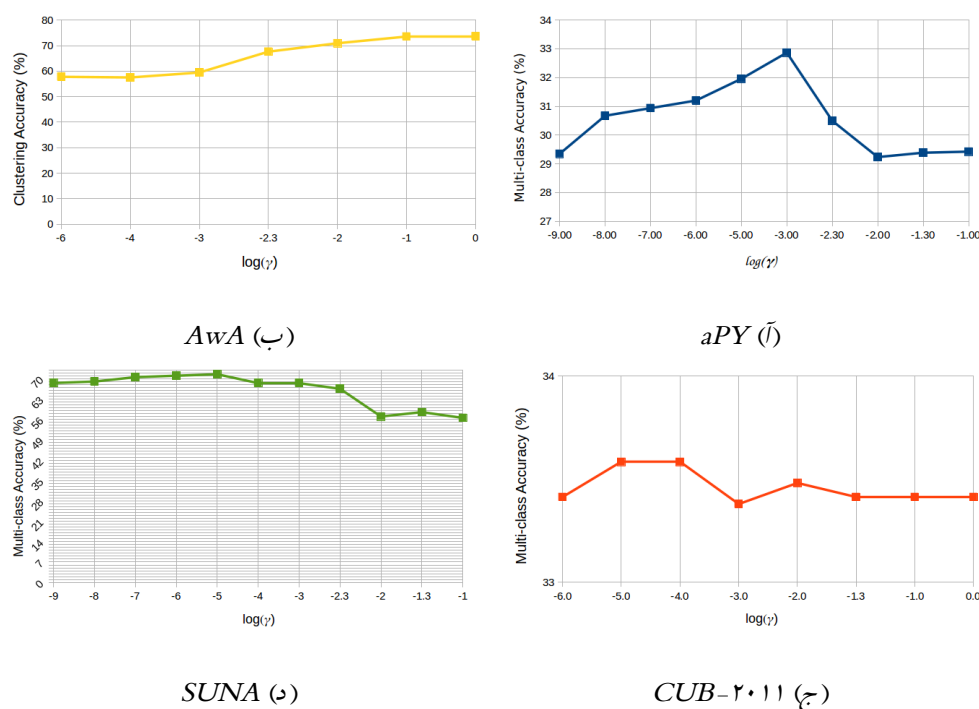 80
70
60
50
40
30
20
10
0
Clustering Accuracy (%)
-6 -4 -3 -2.3 -2 -1 0
log(γ)
(ب) AwA
34
33
32
31
30
29
28
27
Multi-class Accuracy (%)
-9.00 -8.00 -7.00 -6.00 -5.00 -3.00 -2.30 -2.00 -1.30 -1.00
log(γ)
(آ) aPY
70
63
56
49
42
35
28
21
14
7
0
Multi-class Accuracy (%)
-9 -8 -7 -6 -5 -4 -3 -2.3 -2 -1.3 -1
log(γ)
(د) SUNA
34
33
Multi-class Accuracy (%)
-6.0 -5.0 -4.0 -3.0 -2.0 -1.3 -1.0 0.0
log(γ)
(ج) CUB-۲۰۱۱